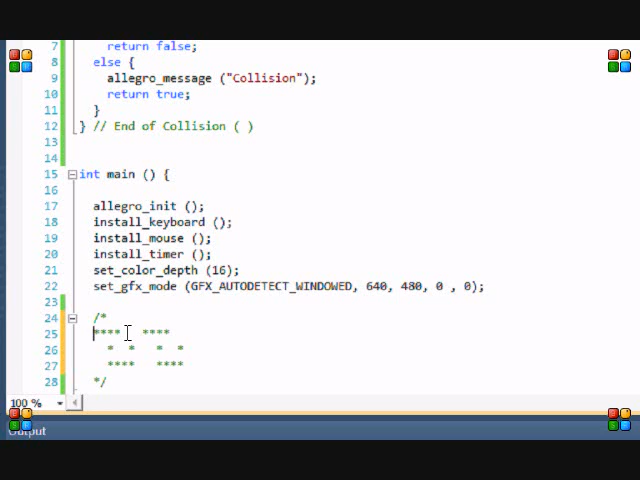 7 return false;
8 else {
9 allegro_message ("Collision");
10 return true;
11 }
12 } // End of Collision ( )
13
14
15 int main () {
16
17 allegro_init ();
18 install_keyboard ();
19 install_mouse ();
20 install_timer ();
21 set_color_depth (16);
22 set_gfx_mode (GFX_AUTODETECT_WINDOWED, 640, 480, 0 , 0);
23
24 /*
25 **** ****
26 * * * *
27 **** ****
28 */
100 %
Output